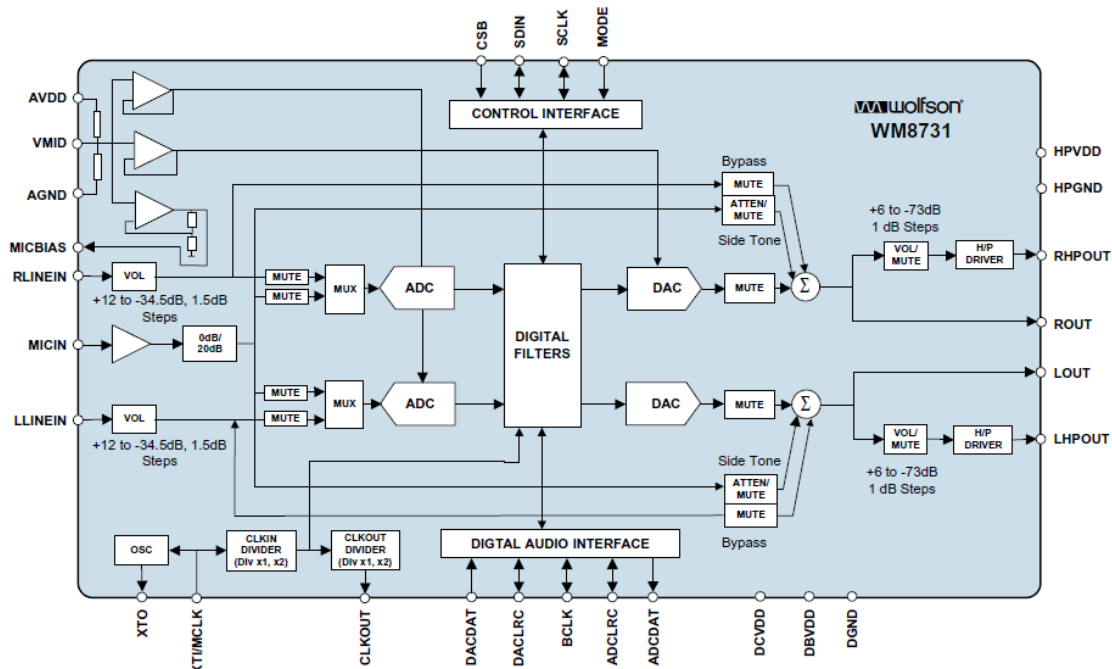 CSB
SDIN
SCLK
MODE
AVDD
VMID
AGND
MICBIAS
RLINEIN
MICIN
LLINEIN
CONTROL INTERFACE
wolfson®
WM8731
HPVDD
HPGND
RHPOUT
ROUT
LOUT
LHPOUT
Bypass
MUTE
ATTEN/
MUTE
Side Tone
+6 to -73dB
1 dB Steps
VOL/
MUTE
H/P
DRIVER
VOL
+12 to -34.5dB, 1.5dB
Steps
MUTE
MUTE
MUX
ADC
DIGITAL
FILTERS
DAC
MUTE
Σ
0dB/
20dB
VOL
+12 to -34.5dB, 1.5dB
Steps
MUTE
MUTE
MUX
ADC
DAC
MUTE
Σ
VOL/
MUTE
H/P
DRIVER
+6 to -73dB
1 dB Steps
Side Tone
ATTEN/
MUTE
MUTE
Bypass
OSC
CLKIN
DIVIDER
(Div x1, x2)
CLKOUT
DIVIDER
(Div x1, x2)
DIGTAL AUDIO INTERFACE
XTO
XTI/MCLK
CLKOUT
DACDAT
DACLRC
BCLK
ADCLRC
ADCDAT
DCVDD
DBVDD
DGND